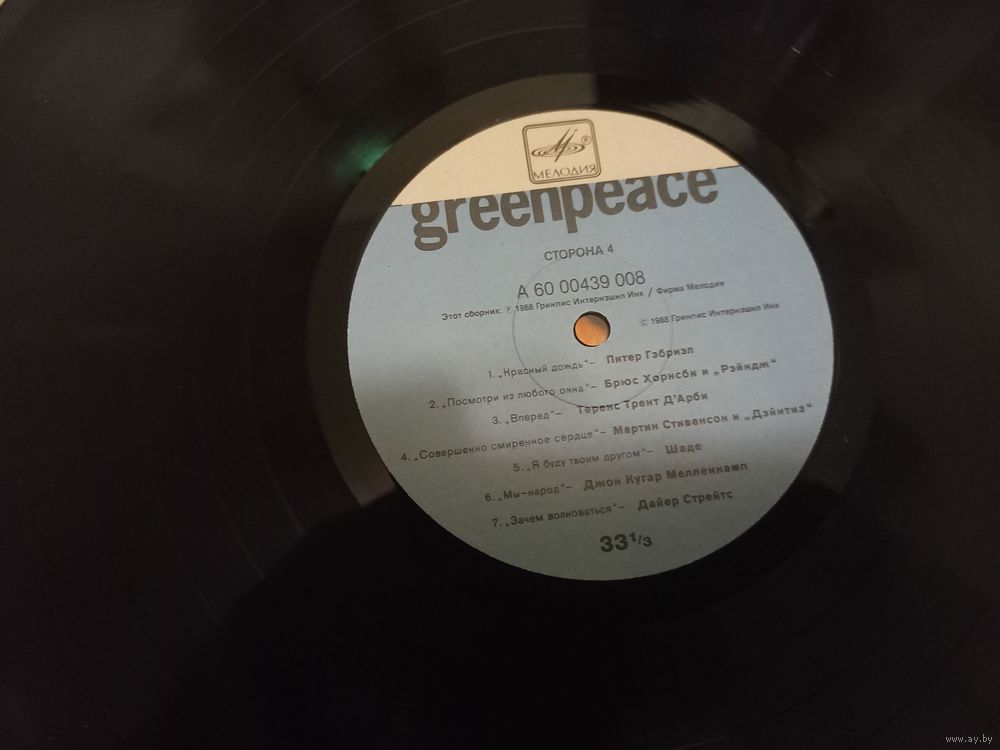 МЕЛОДИЯ ®
greenpeace
СТОРОНА 4
А 60 00439 008
Этот сборник: ℗ 1988 Гринпис Интернэшнл Инк / Фирма Мелодия
© 1988 Гринпис Интернэшнл Инк
1. „Красный дождь“– Питер Гэбриэл
2. „Посмотри из любого окна“– Брюс Хорнсби и „Рэйндж“
3. „Вперед“– Теренс Трент Д'Арби
4. „Совершенно смиренное сердце“– Мартин Стивенсон и „Дэйнтиз“
5. „Я буду твоим другом“– Шаде
6. „Мы–народ“– Джон Кугар Мелленкамп
7. „Зачем волноваться“– Дайер Стрейтс
33 1/3
www.ay.by